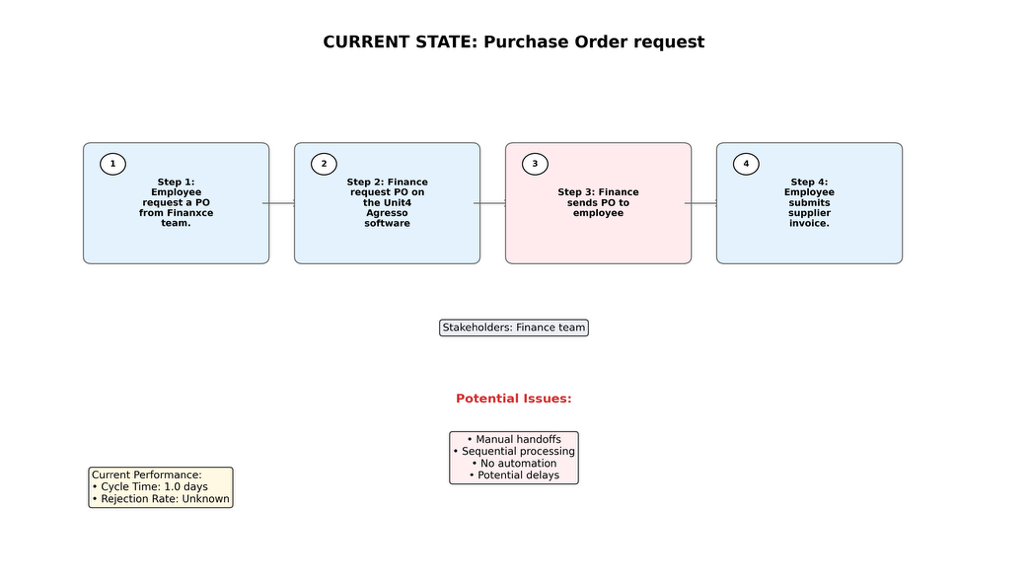 CURRENT STATE: Purchase Order request
1
Step 1:
Employee
request a PO
from Finanxce
team.
2
Step 2: Finance
request PO on
the Unit4
Agresso
software
3
Step 3: Finance
sends PO to
employee
4
Step 4:
Employee
submits
supplier
invoice.
Stakeholders: Finance team
Potential Issues:
• Manual handoffs
• Sequential processing
• No automation
• Potential delays
Current Performance:
• Cycle Time: 1.0 days
• Rejection Rate: Unknown